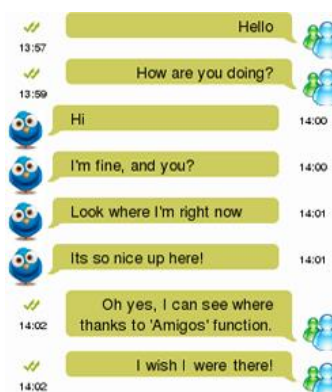 Hello
13:57
How are you doing?
13:59
Hi
14:00
I'm fine, and you?
14:00
Look where I'm right now
14:01
Its so nice up here!
14:01
Oh yes, I can see where
thanks to 'Amigos' function.
14:02
I wish I were there!
14:02